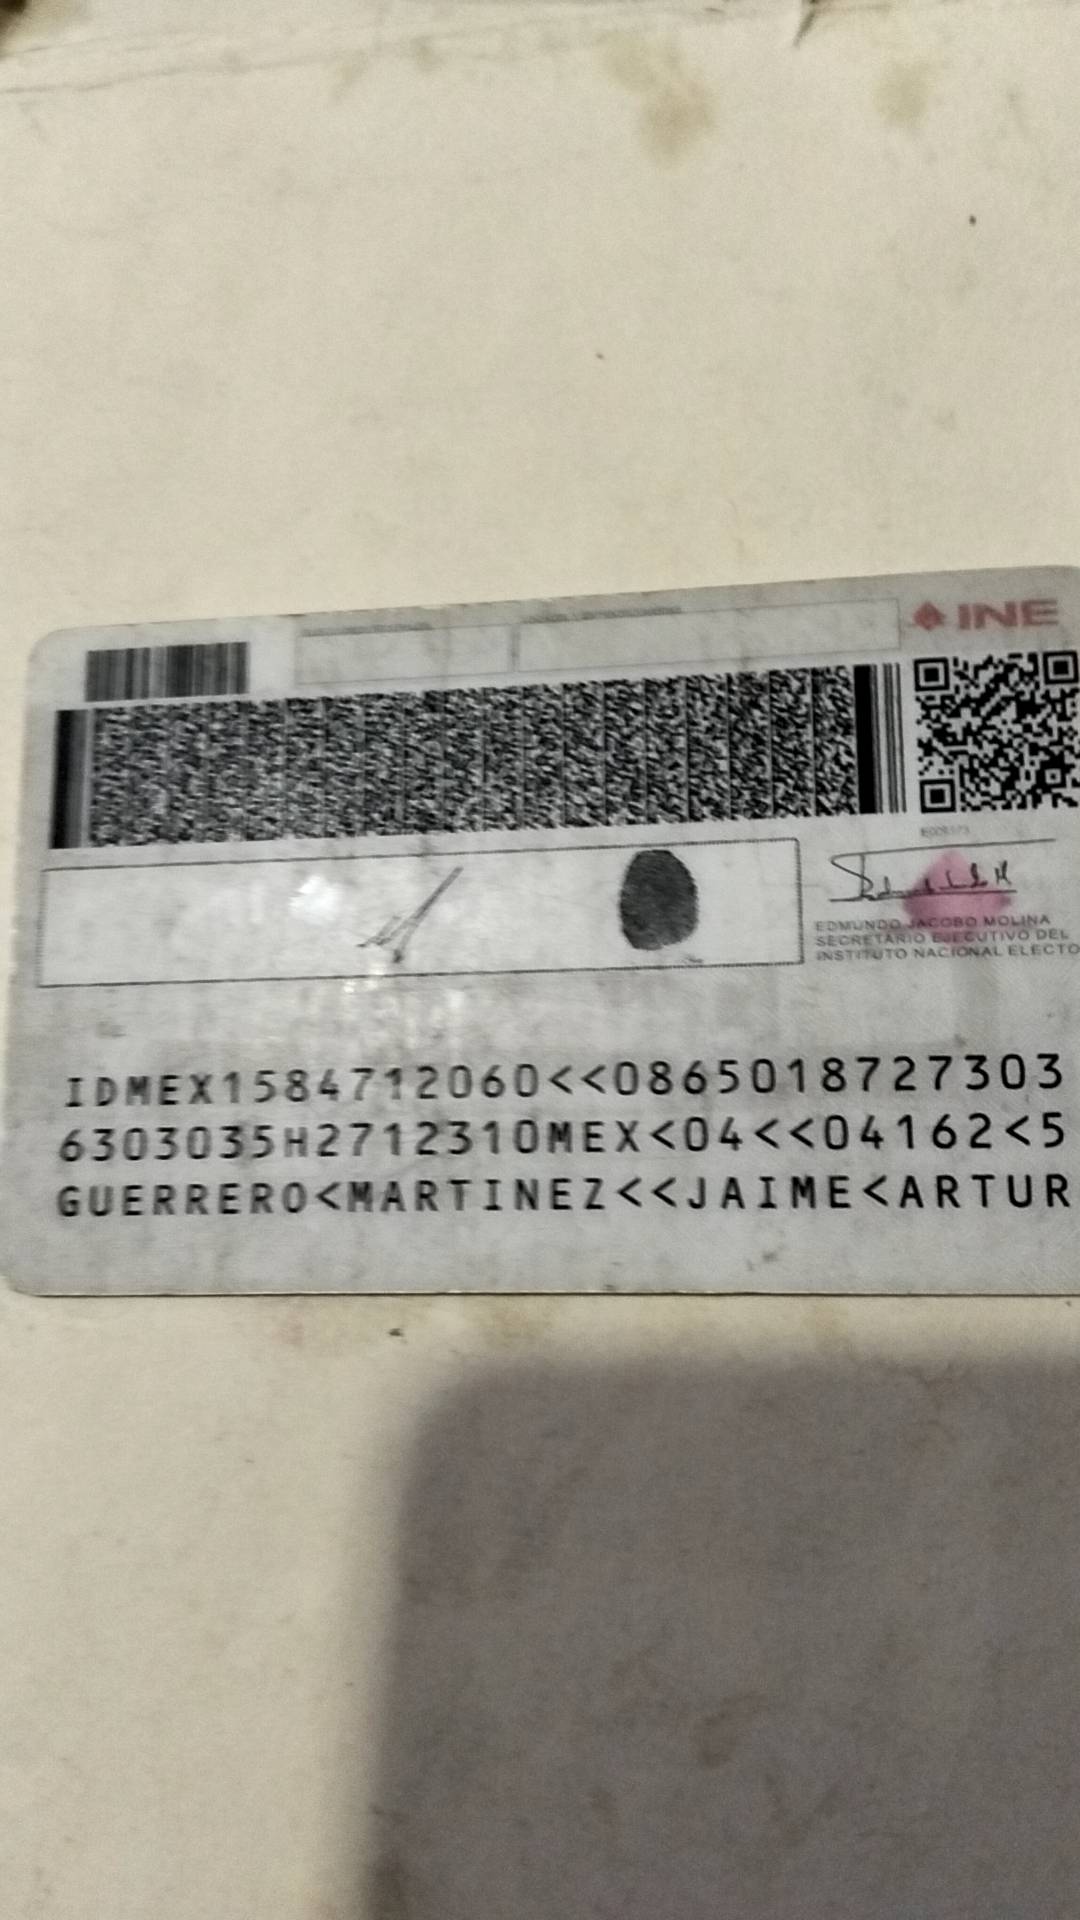 INE
EDMUNDO JACOBO MOLINA
SECRETARIO EJECUTIVO DEL
INSTITUTO NACIONAL ELECTO
IDMEX1584712060<<0865018727303
6303035H2712310MEX<04<<04162<5
GUERRERO<MARTINEZ<<JAIME<ARTUR